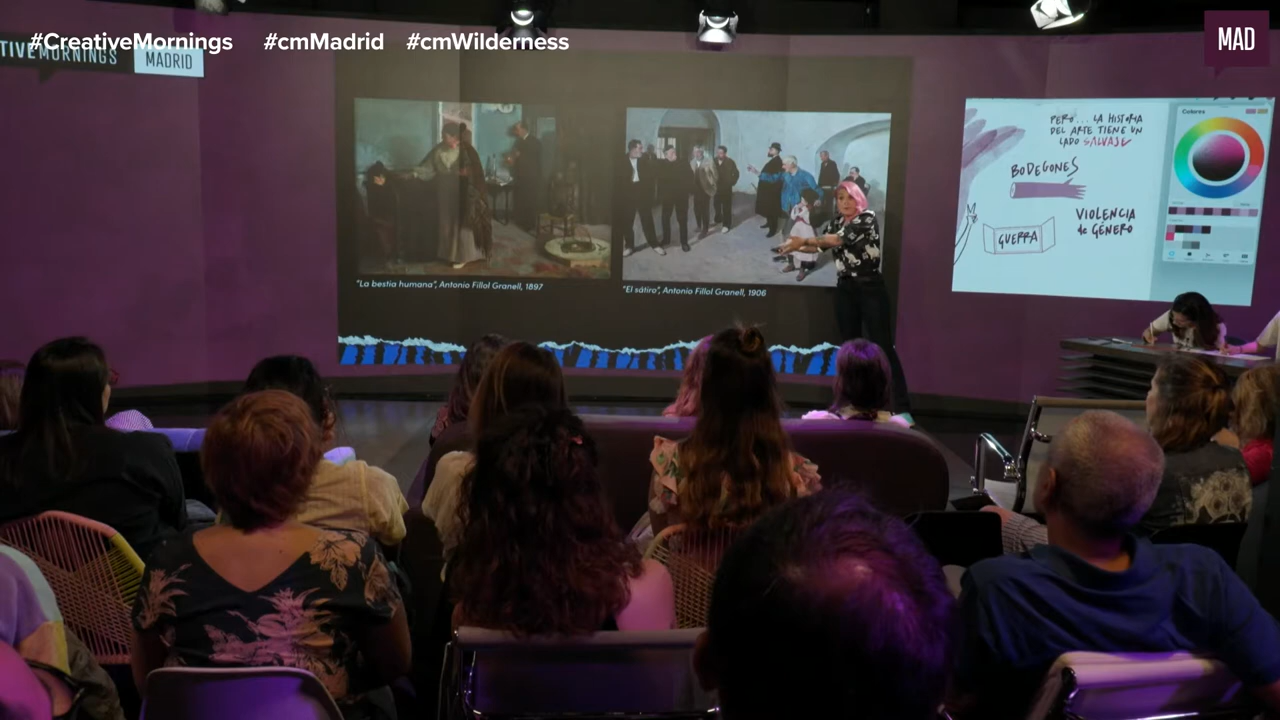 #CreativeMornings #cmMadrid #cmWilderness
MAD
TIVEMORNINGS MADRID
"La bestia humana", Antonio Fillol Granell, 1897
"El sátiro", Antonio Fillol Granell, 1906
PERO... LA HISTORIA
DEL ARTE TIENE UN
LADO SALVAJE
BODEGONES
GUERRA
VIOLENCIA
de GÉNERO
Colores